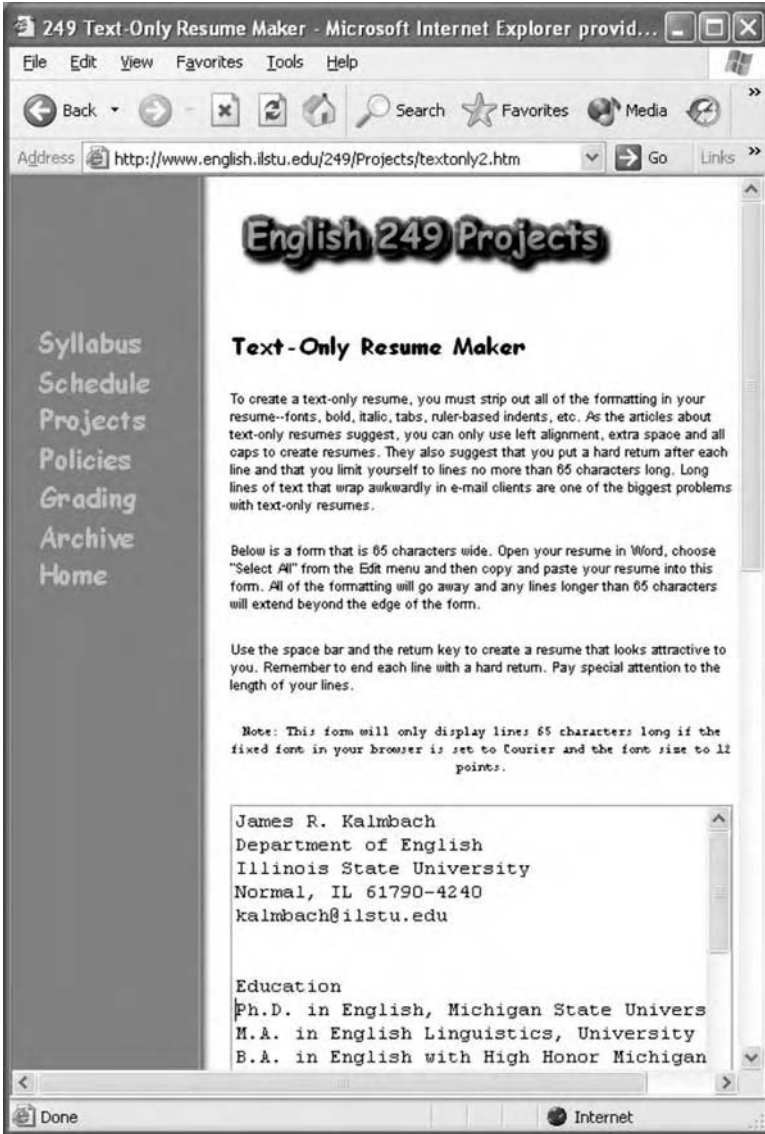 249 Text-Only Resume Maker - Microsoft Internet Explorer provid...
File Edit View Favorites Tools Help
Back Search Favorites Media »
Address http://www.english.ilstu.edu/249/Projects/textonly2.htm Go Links »
English 249 Projects
Syllabus
Schedule
Projects
Policies
Grading
Archive
Home
Text-Only Resume Maker
To create a text-only resume, you must strip out all of the formatting in your
resume--fonts, bold, italic, tabs, ruler-based indents, etc. As the articles about
text-only resumes suggest, you can only use left alignment, extra space and all
caps to create resumes. They also suggest that you put a hard return after each
line and that you limit yourself to lines no more than 65 characters long. Long
lines of text that wrap awkwardly in e-mail clients are one of the biggest problems
with text-only resumes.
Below is a form that is 65 characters wide. Open your resume in Word, choose
"Select All" from the Edit menu and then copy and paste your resume into this
form. All of the formatting will go away and any lines longer than 65 characters
will extend beyond the edge of the form.
Use the space bar and the return key to create a resume that looks attractive to
you. Remember to end each line with a hard return. Pay special attention to the
length of your lines.
Note: This form will only display lines 65 characters long if the
fixed font in your browser is set to Courier and the font size to 12
points.
James R. Kalmbach
Department of English
Illinois State University
Normal, IL 61790-4240
kalmbach@ilstu.edu
Education
Ph.D. in English, Michigan State Univers
M.A. in English Linguistics, University
B.A. in English with High Honor Michigan
Done Internet